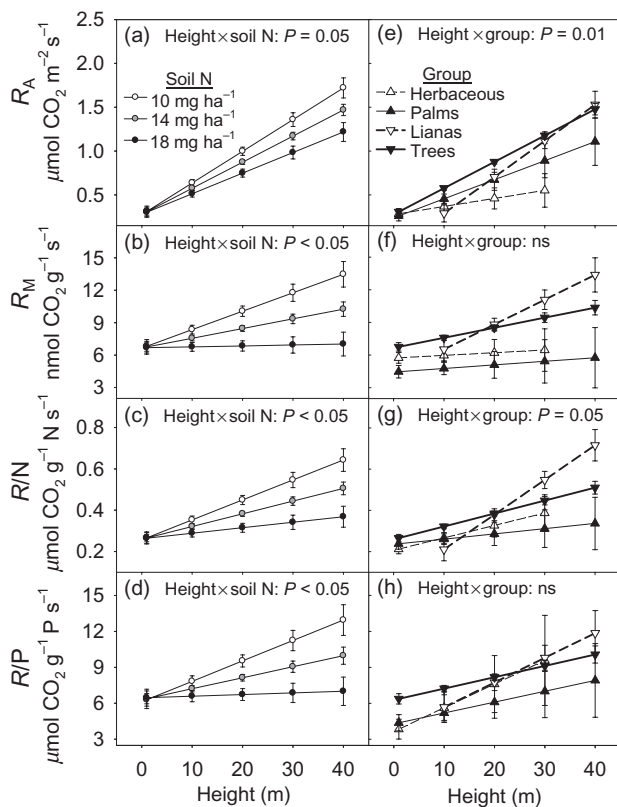 (a) Height×soil N: P = 0.05
Soil N
10 mg ha⁻¹
14 mg ha⁻¹
18 mg ha⁻¹
R_A
μmol CO₂ m⁻² s⁻¹
2.5
2.0
1.5
1.0
0.5
(e) Height×group: P = 0.01
Group
Herbaceous
Palms
Lianas
Trees
(b) Height×soil N: P < 0.05
R_M
nmol CO₂ g⁻¹ s⁻¹
15
12
9
6
3
(f) Height×group: ns
(c) Height×soil N: P < 0.05
R/N
μmol CO₂ g⁻¹ N s⁻¹
0.8
0.6
0.4
0.2
(g) Height×group: P = 0.05
(d) Height×soil N: P < 0.05
R/P
μmol CO₂ g⁻¹ P s⁻¹
15
12
9
6
3
(h) Height×group: ns
0 10 20 30 40
Height (m)
0 10 20 30 40
Height (m)